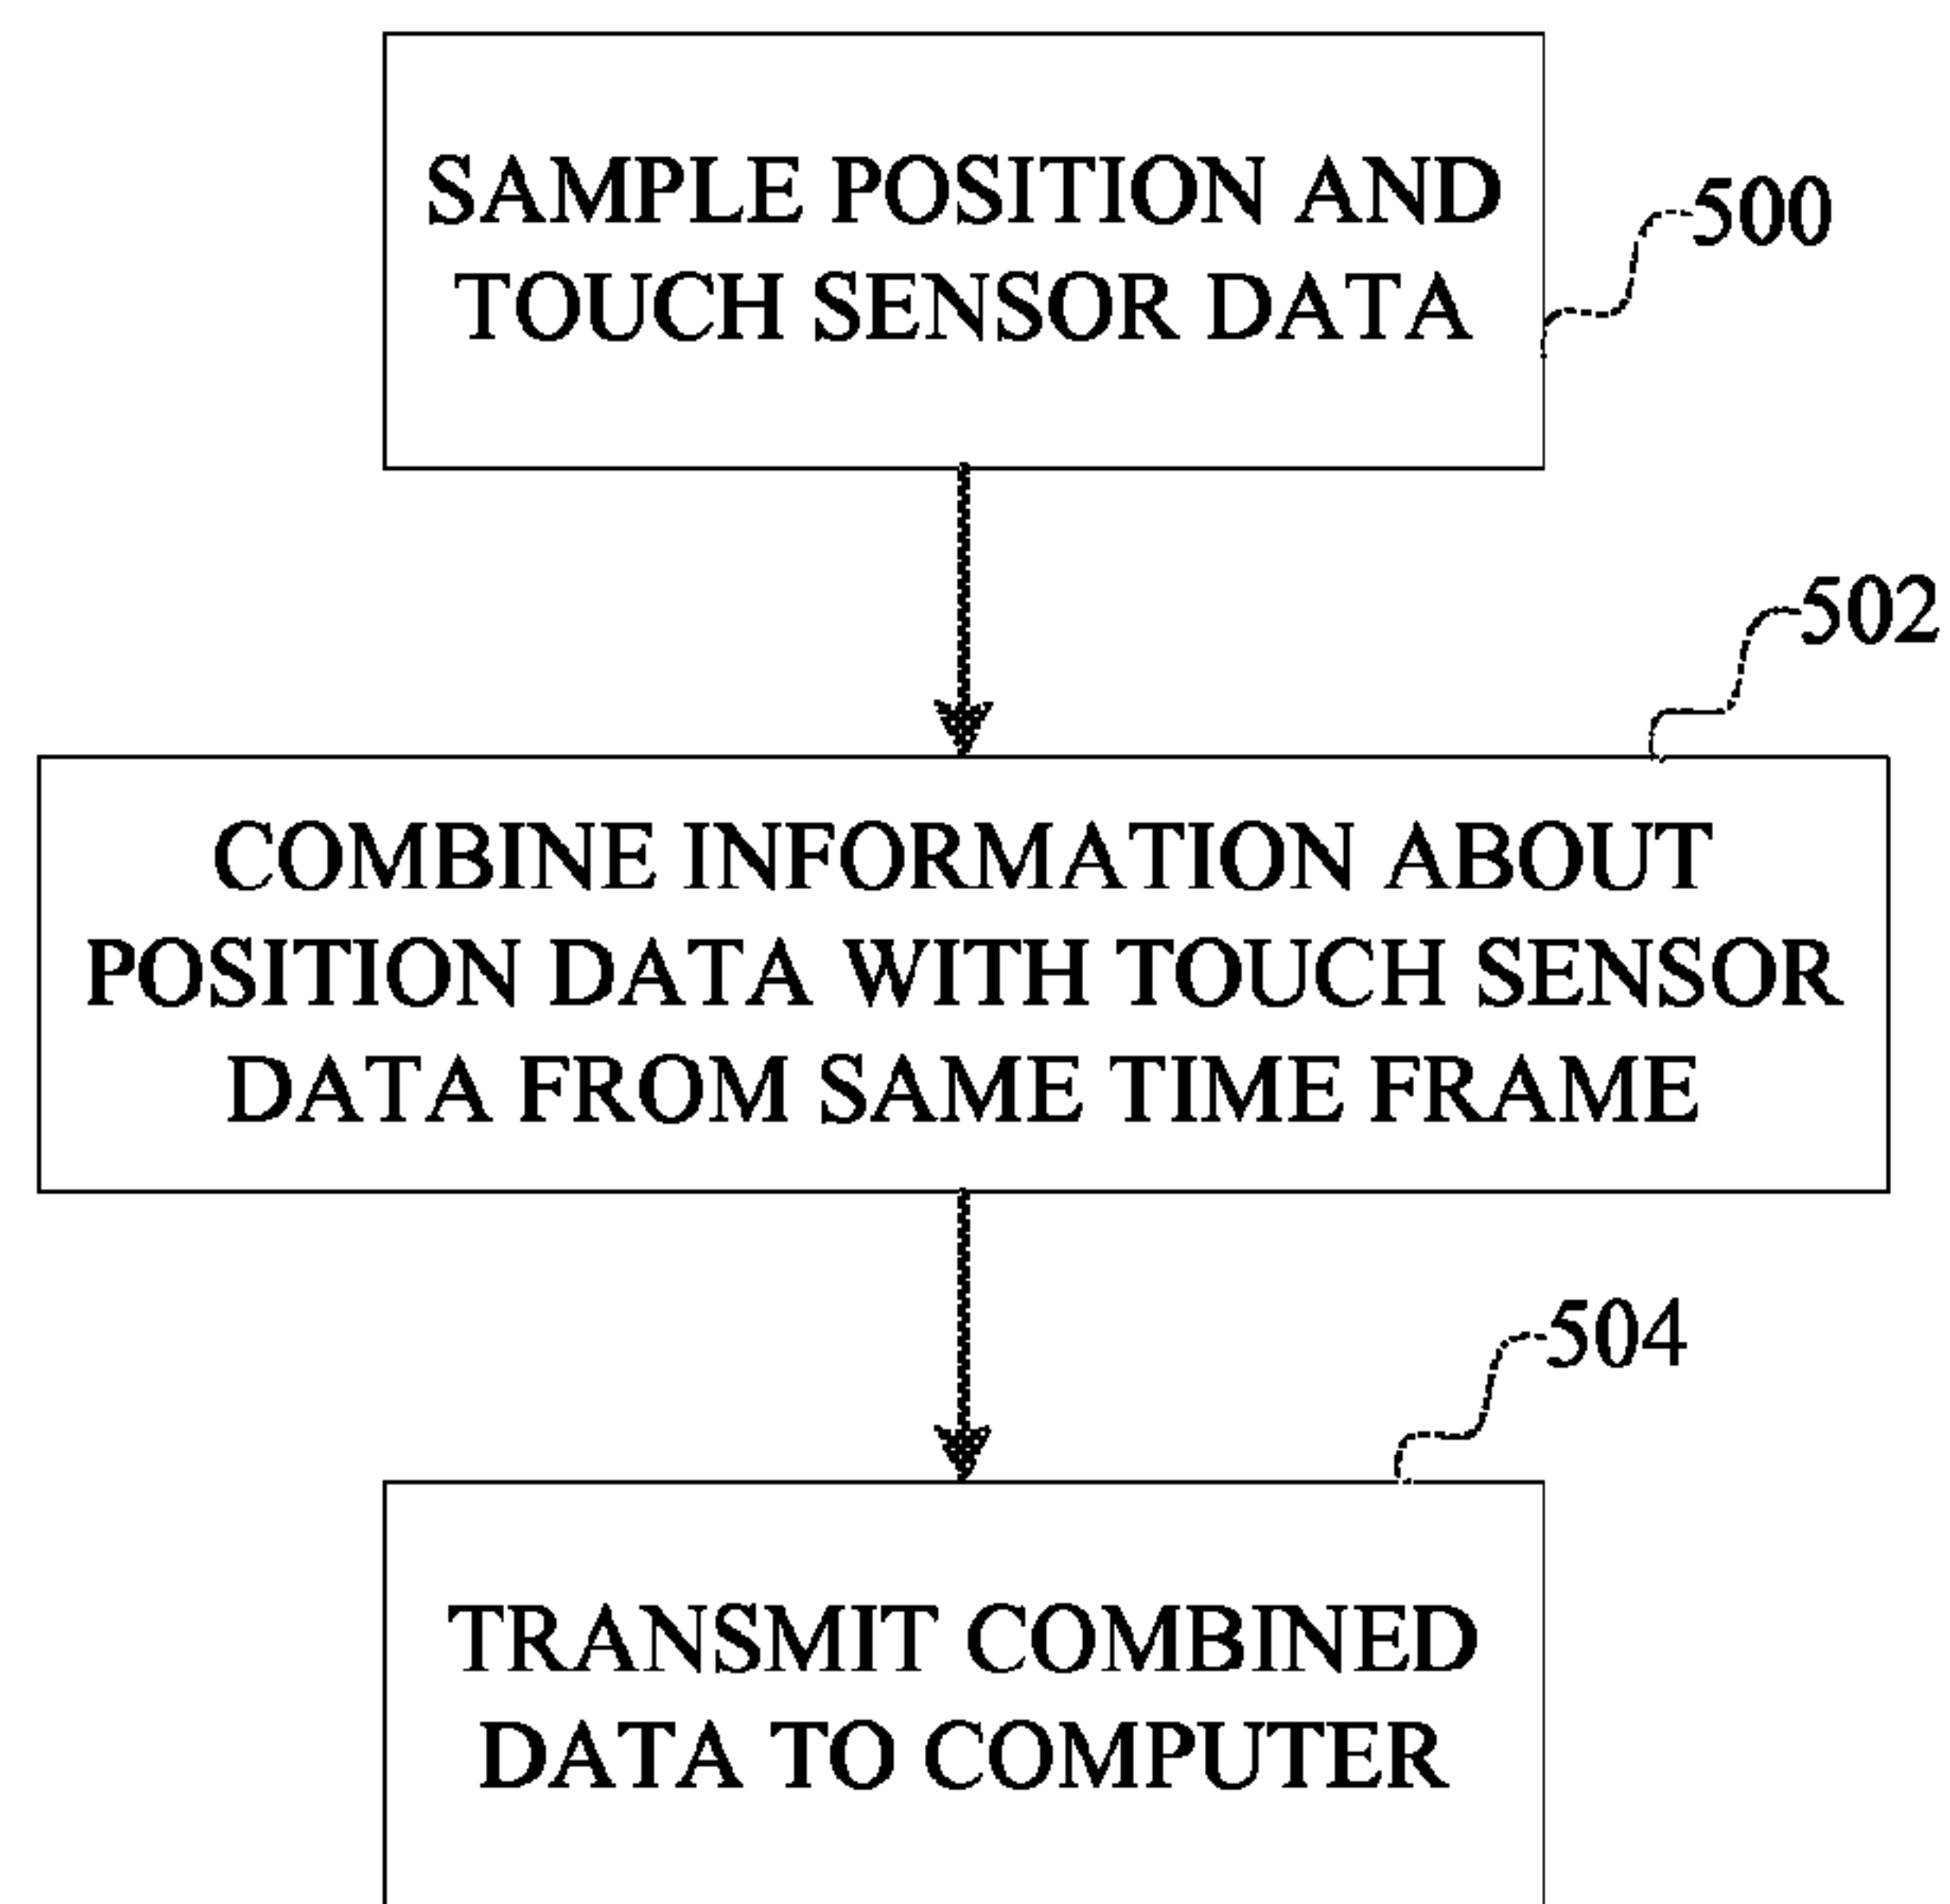 SAMPLE POSITION AND
TOUCH SENSOR DATA
500
502
COMBINE INFORMATION ABOUT
POSITION DATA WITH TOUCH SENSOR
DATA FROM SAME TIME FRAME
504
TRANSMIT COMBINED
DATA TO COMPUTER